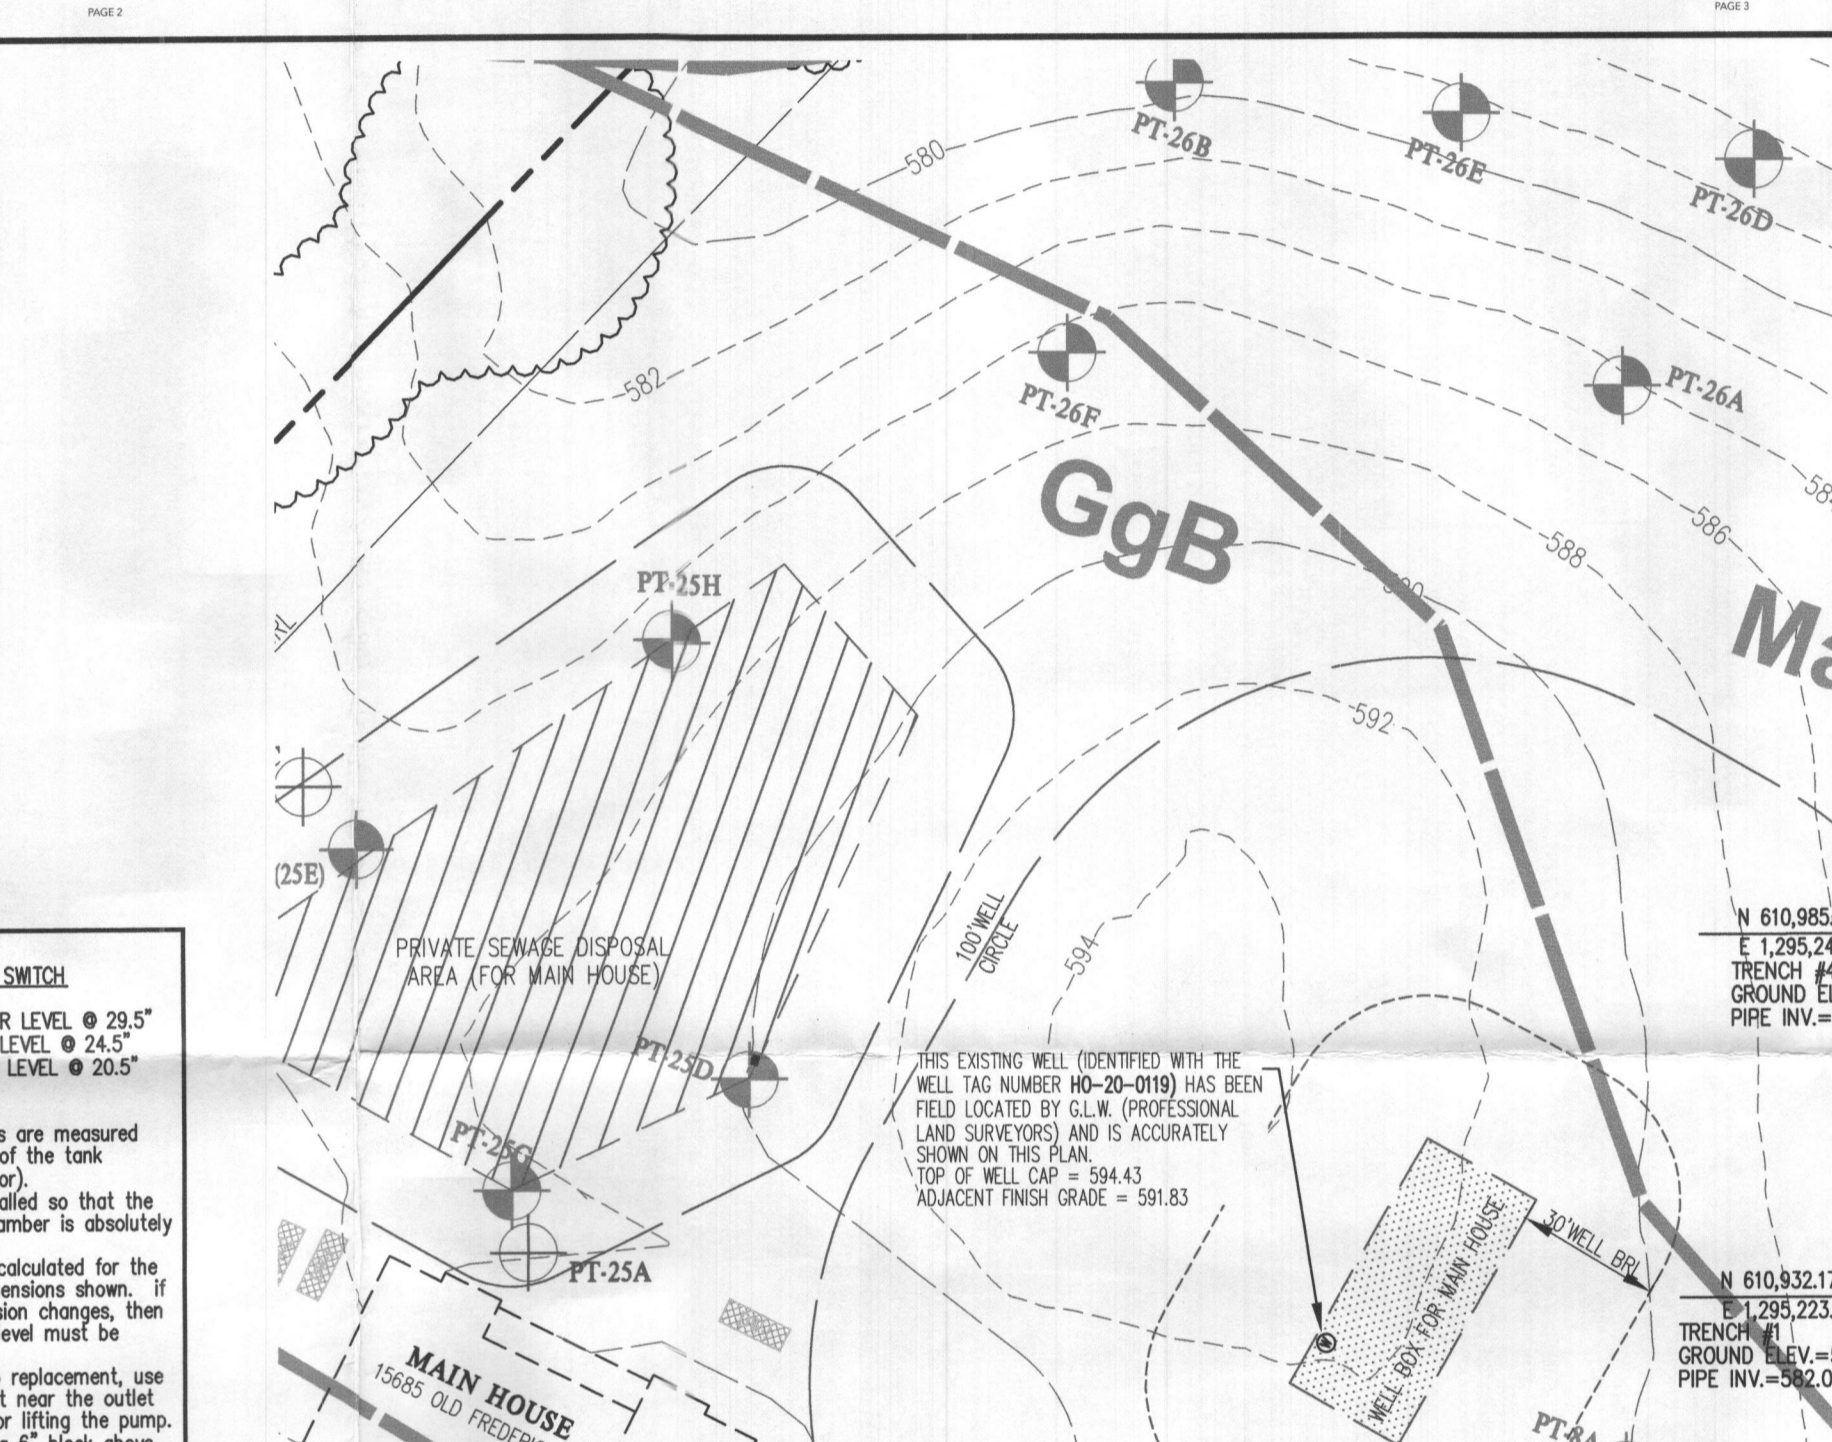 PAGE 2
PAGE 3
580
PT-26B
PT-26E
PT-26D
582
PT-26F
PT-26A
GgB
586
588
PT-25H
592
(25E)
PRIVATE SEWAGE DISPOSAL
AREA (FOR MAIN HOUSE)
100'WELL
CIRCLE
594
N 610,985.
E 1,295,24
TRENCH #4
GROUND EL
PIPE INV.=
SWITCH
R LEVEL @ 29.5"
LEVEL @ 24.5"
LEVEL @ 20.5"
PT-25D
THIS EXISTING WELL (IDENTIFIED WITH THE
WELL TAG NUMBER HO-20-0119) HAS BEEN
FIELD LOCATED BY G.L.W. (PROFESSIONAL
LAND SURVEYORS) AND IS ACCURATELY
SHOWN ON THIS PLAN.
TOP OF WELL CAP = 594.43
ADJACENT FINISH GRADE = 591.83
s are measured
of the tank
or).
alled so that the
amber is absolutely
calculated for the
ensions shown. if
sion changes, then
level must be
replacement, use
t near the outlet
or lifting the pump.
PT-25G
PT-25A
30'WELL BRL
WELL BOX FOR MAIN HOUSE
W
N 610,932.17
E 1,295,223.
TRENCH #1
GROUND ELEV.=5
PIPE INV.=582.0
MAIN HOUSE
15685 OLD FREDERIC
PT-8A